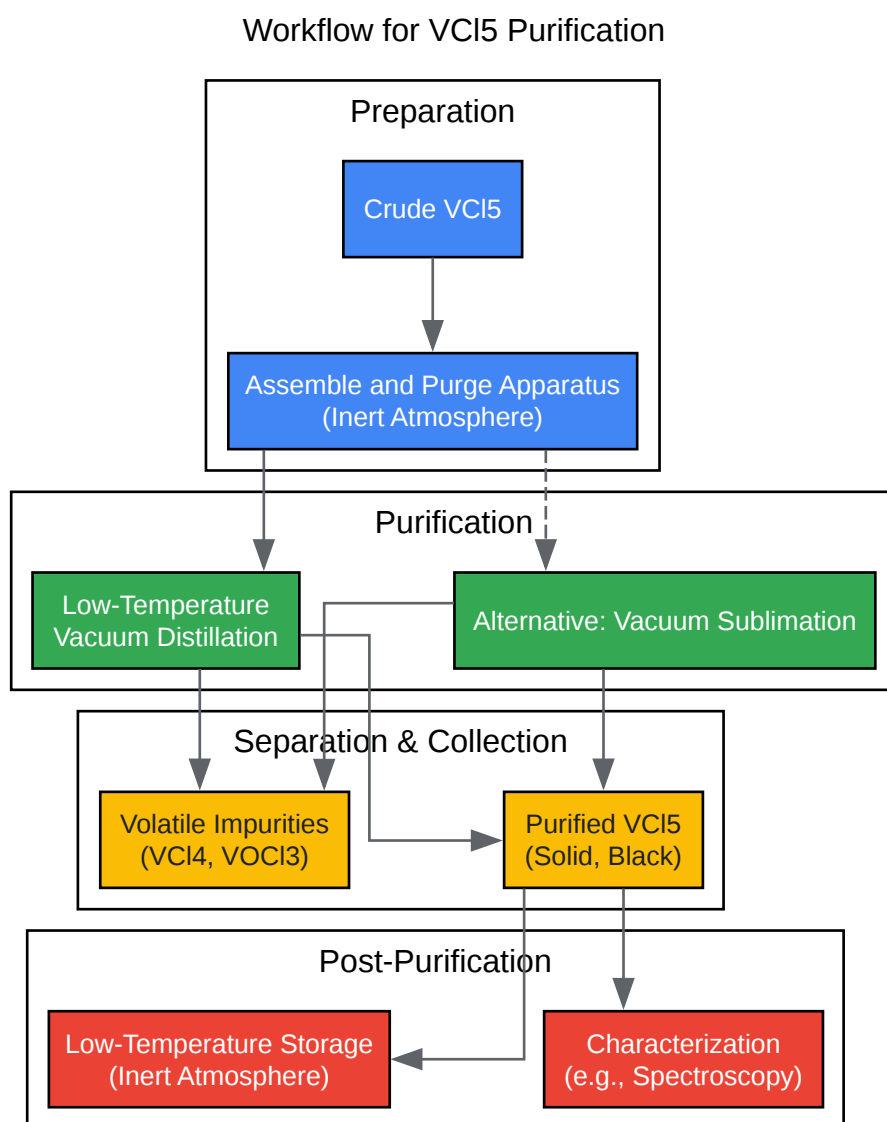 Workflow for VCl5 Purification
Preparation
Crude VCl5
Assemble and Purge Apparatus
(Inert Atmosphere)
Purification
Low-Temperature
Vacuum Distillation
Alternative: Vacuum Sublimation
Separation & Collection
Volatile Impurities
(VCl4, VOCl3)
Purified VCl5
(Solid, Black)
Post-Purification
Low-Temperature Storage
(Inert Atmosphere)
Characterization
(e.g., Spectroscopy)